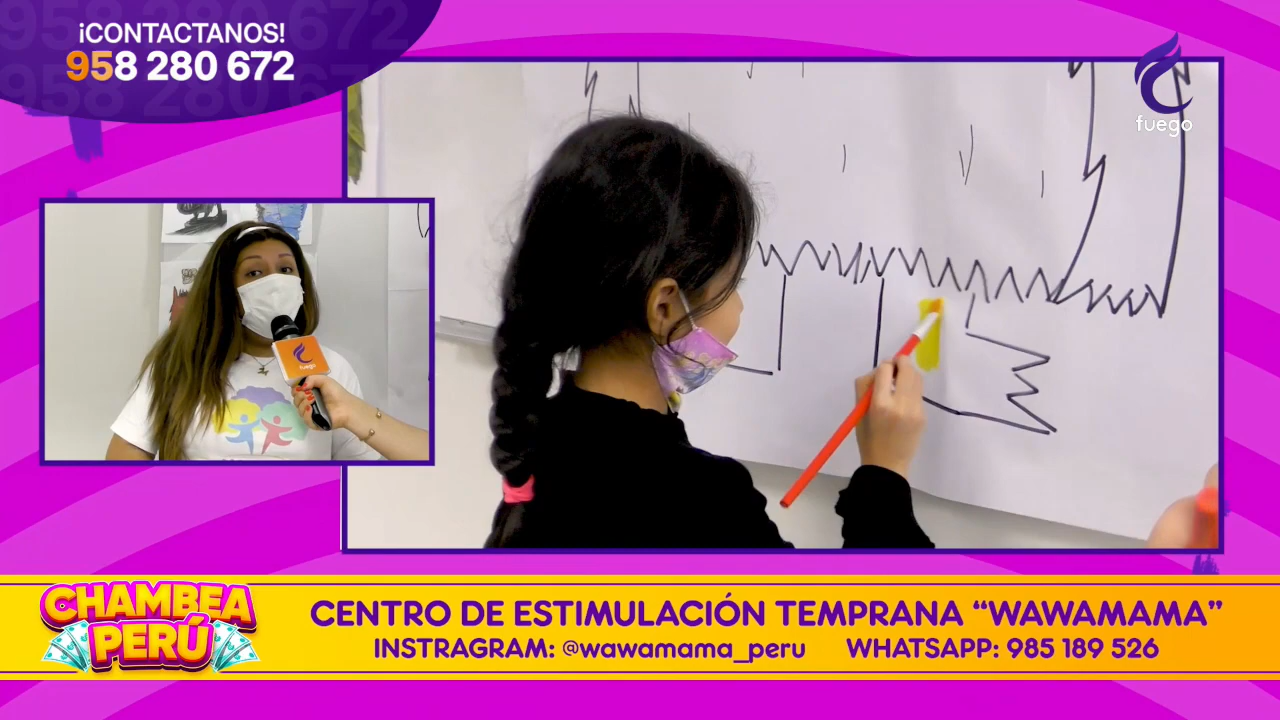 ¡CONTACTANOS!
958 280 672
fuego
fuego
CHAMBEA
PERÚ
CENTRO DE ESTIMULACIÓN TEMPRANA “WAWAMAMA”
INSTRAGRAM: @wawamama_peru WHATSAPP: 985 189 526